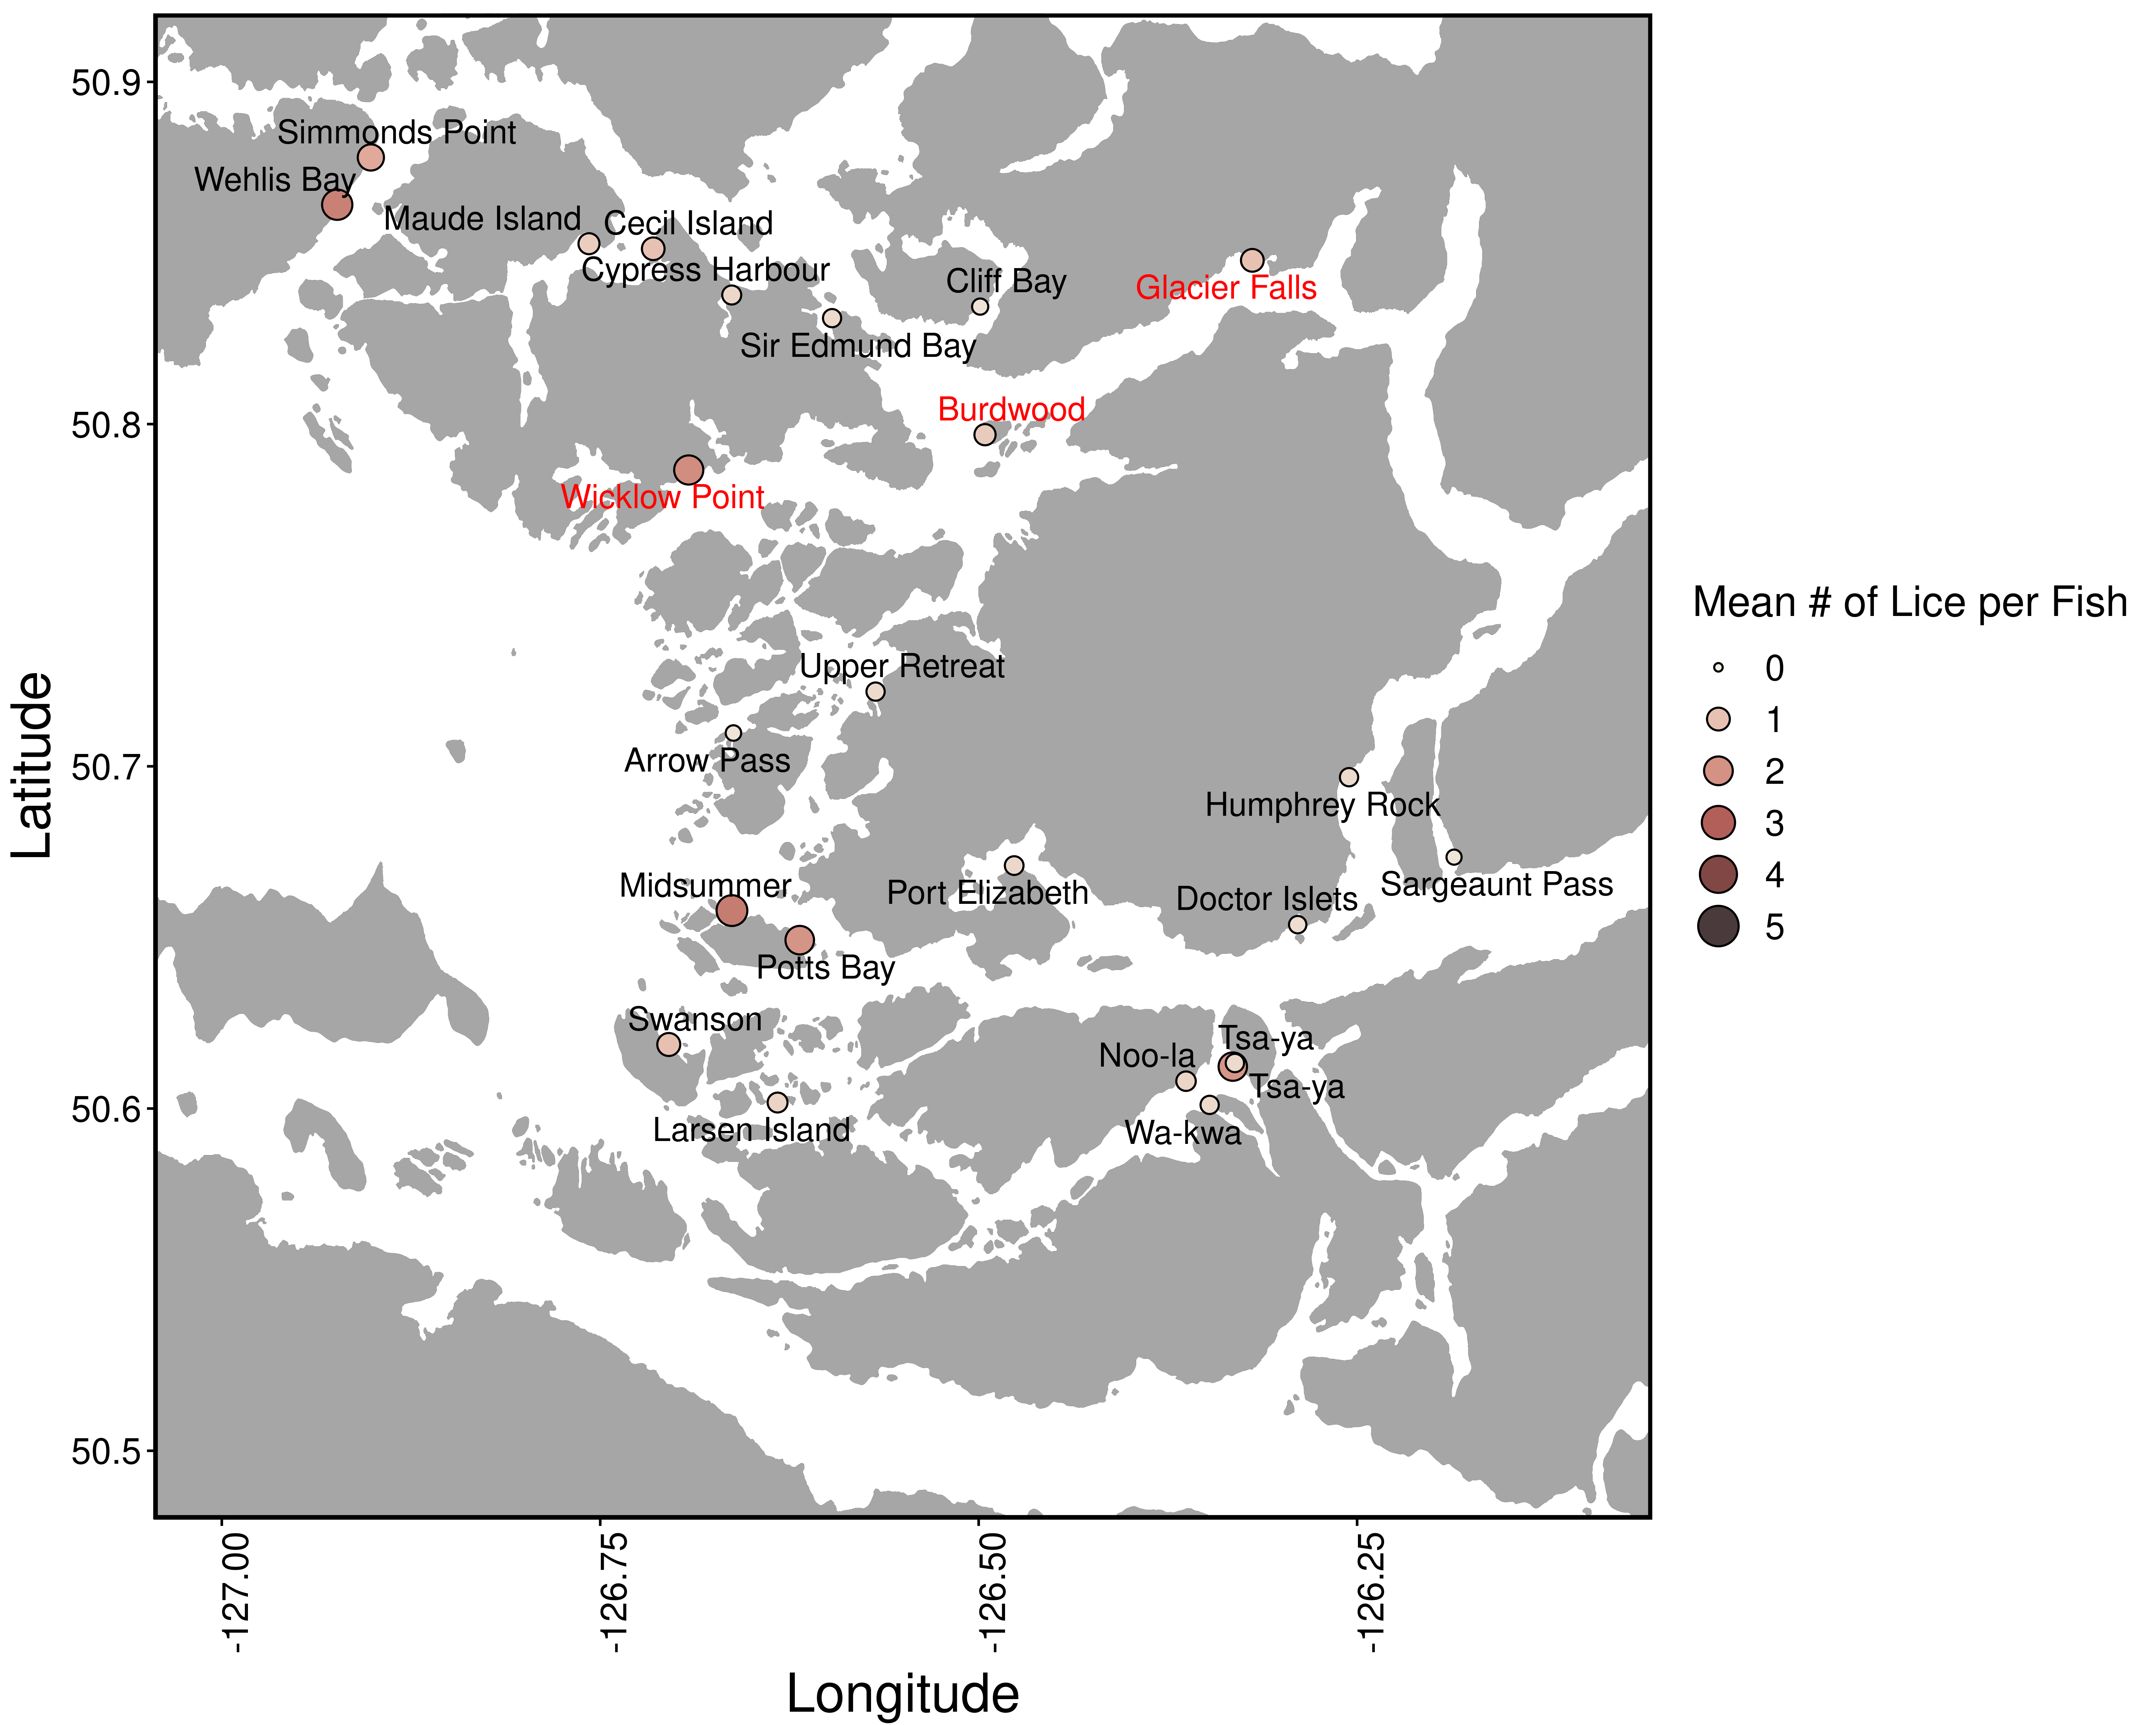 50.9
Simmonds Point
Wehlis Bay
Maude Island
Cecil Island
Cypress Harbour
Cliff Bay
Glacier Falls
Sir Edmund Bay
50.8
Burdwood
Wicklow Point
Mean # of Lice per Fish
0
1
2
3
4
5
Upper Retreat
Arrow Pass
50.7
Humphrey Rock
Midsummer
Port Elizabeth
Doctor Islets
Sargeaunt Pass
Potts Bay
Swanson
Tsa-ya
Noo-la
Tsa-ya
50.6
Larsen Island
Wa-kwa
50.5
Latitude
-127.00
-126.75
-126.50
-126.25
Longitude